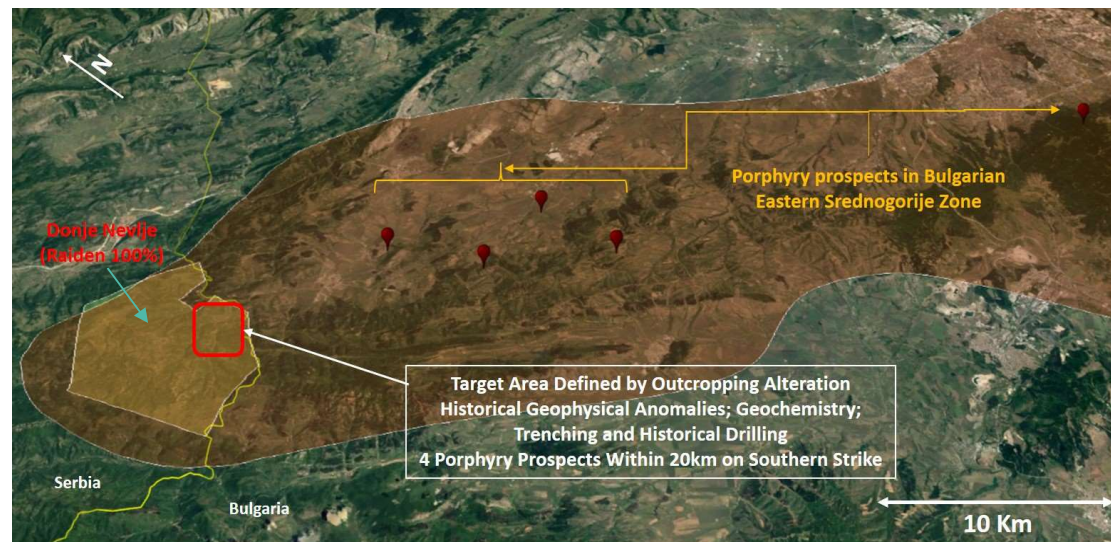 N
Porphyry prospects in Bulgarian
Eastern Srednogorije Zone
Donje Nevlje
(Raiden 100%)
Target Area Defined by Outcropping Alteration
Historical Geophysical Anomalies; Geochemistry;
Trenching and Historical Drilling
4 Porphyry Prospects Within 20km on Southern Strike
Serbia
Bulgaria
10 Km